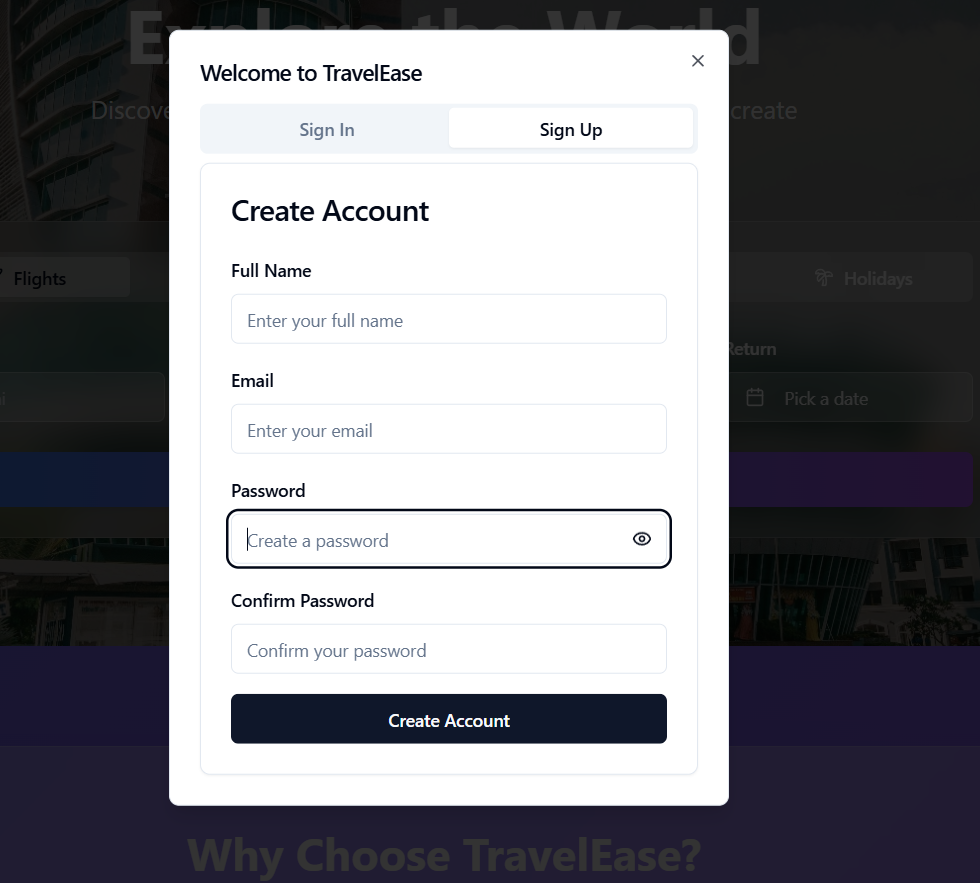 Explore the World
Welcome to TravelEase
create
Sign In
Sign Up
Create Account
Full Name
Flights
Holidays
Enter your full name
Return
Email
Pick a date
Enter your email
Password
Create a password
Confirm Password
Confirm your password
Create Account
Why Choose TravelEase?